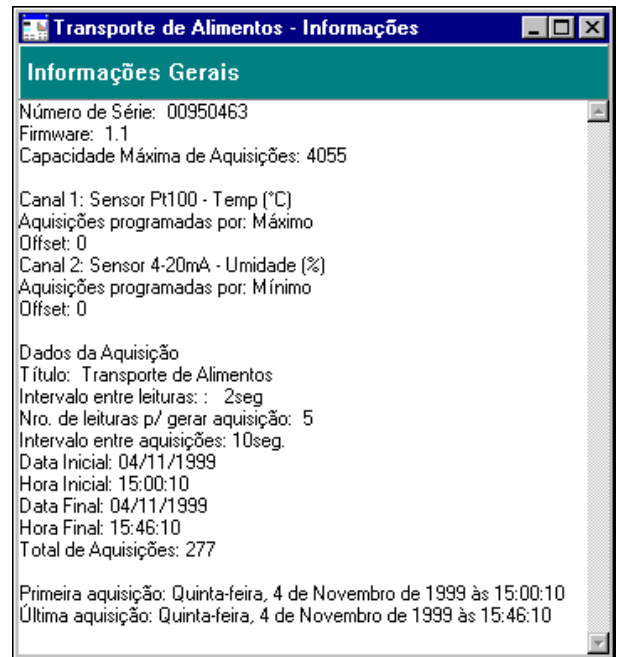 Transporte de Alimentos - Informações
Informações Gerais
Número de Série:  00950463
Firmware:  1.1
Capacidade Máxima de Aquisições: 4055
Canal 1: Sensor Pt100 - Temp (°C)
Aquisições programadas por: Máximo
Offset: 0
Canal 2: Sensor 4-20mA - Umidade (%)
Aquisições programadas por: Mínimo
Offset: 0
Dados da Aquisição
Título:  Transporte de Alimentos
Intervalo entre leituras: :   2seg
Nro. de leituras p/ gerar aquisição:  5
Intervalo entre aquisições: 10seg.
Data Inicial: 04/11/1999
Hora Inicial: 15:00:10
Data Final: 04/11/1999
Hora Final: 15:46:10
Total de Aquisições: 277
Primeira aquisição: Quinta-feira, 4 de Novembro de 1999 às 15:00:10
Última aquisição: Quinta-feira, 4 de Novembro de 1999 às 15:46:10